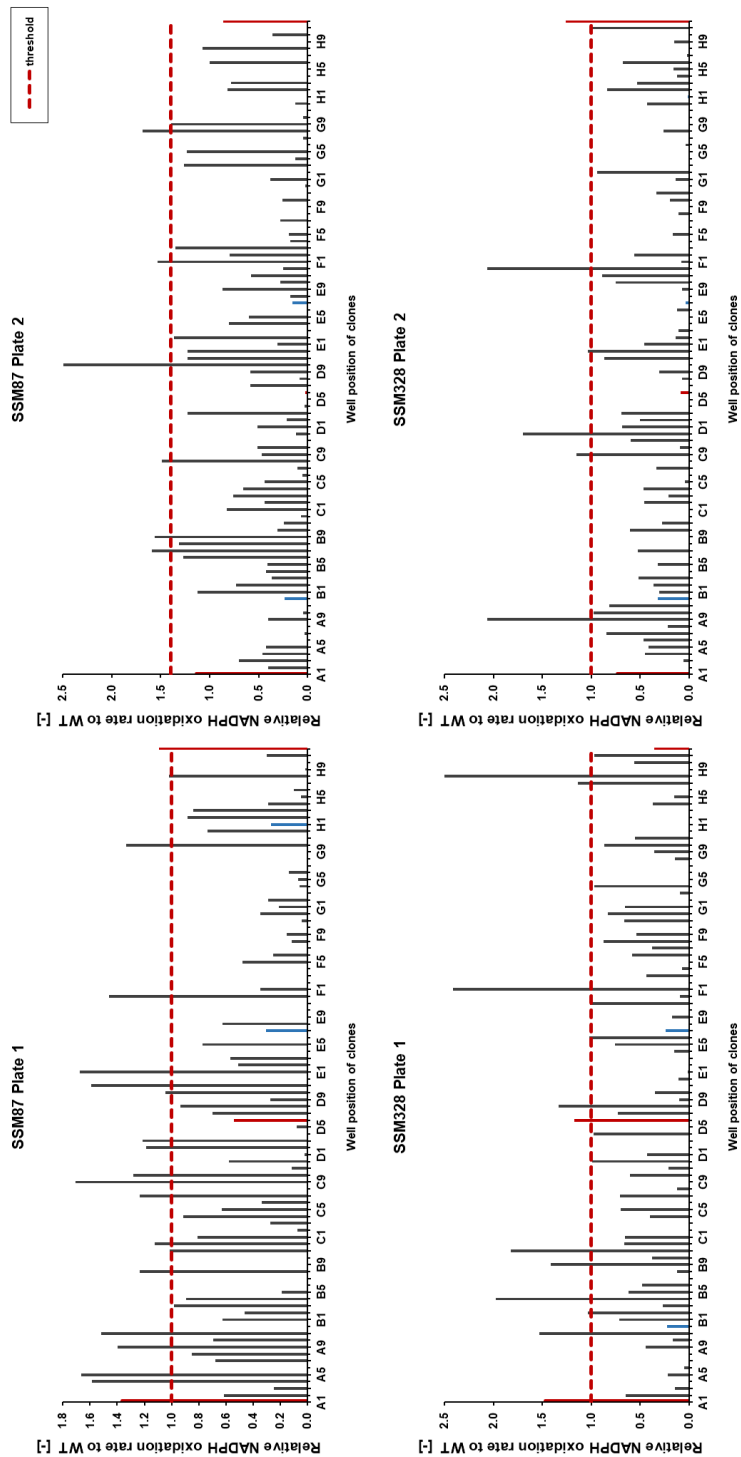 threshold
SSM87 Plate 1
Relative NADPH oxidation rate to WT [-]
1.8
1.6
1.4
1.2
1.0
0.8
0.6
0.4
0.2
0.0
A1 A5 A9 B1 B5 B9 C1 C5 C9 D1 D5 D9 E1 E5 E9 F1 F5 F9 G1 G5 G9 H1 H5 H9
Well position of clones
SSM87 Plate 2
Relative NADPH oxidation rate to WT [-]
2.5
2.0
1.5
1.0
0.5
0.0
A1 A5 A9 B1 B5 B9 C1 C5 C9 D1 D5 D9 E1 E5 E9 F1 F5 F9 G1 G5 G9 H1 H5 H9
Well position of clones
SSM328 Plate 1
Relative NADPH oxidation rate to WT [-]
2.5
2.0
1.5
1.0
0.5
0.0
A1 A5 A9 B1 B5 B9 C1 C5 C9 D1 D5 D9 E1 E5 E9 F1 F5 F9 G1 G5 G9 H1 H5 H9
Well position of clones
SSM328 Plate 2
Relative NADPH oxidation rate to WT [-]
2.5
2.0
1.5
1.0
0.5
0.0
A1 A5 A9 B1 B5 B9 C1 C5 C9 D1 D5 D9 E1 E5 E9 F1 F5 F9 G1 G5 G9 H1 H5 H9
Well position of clones